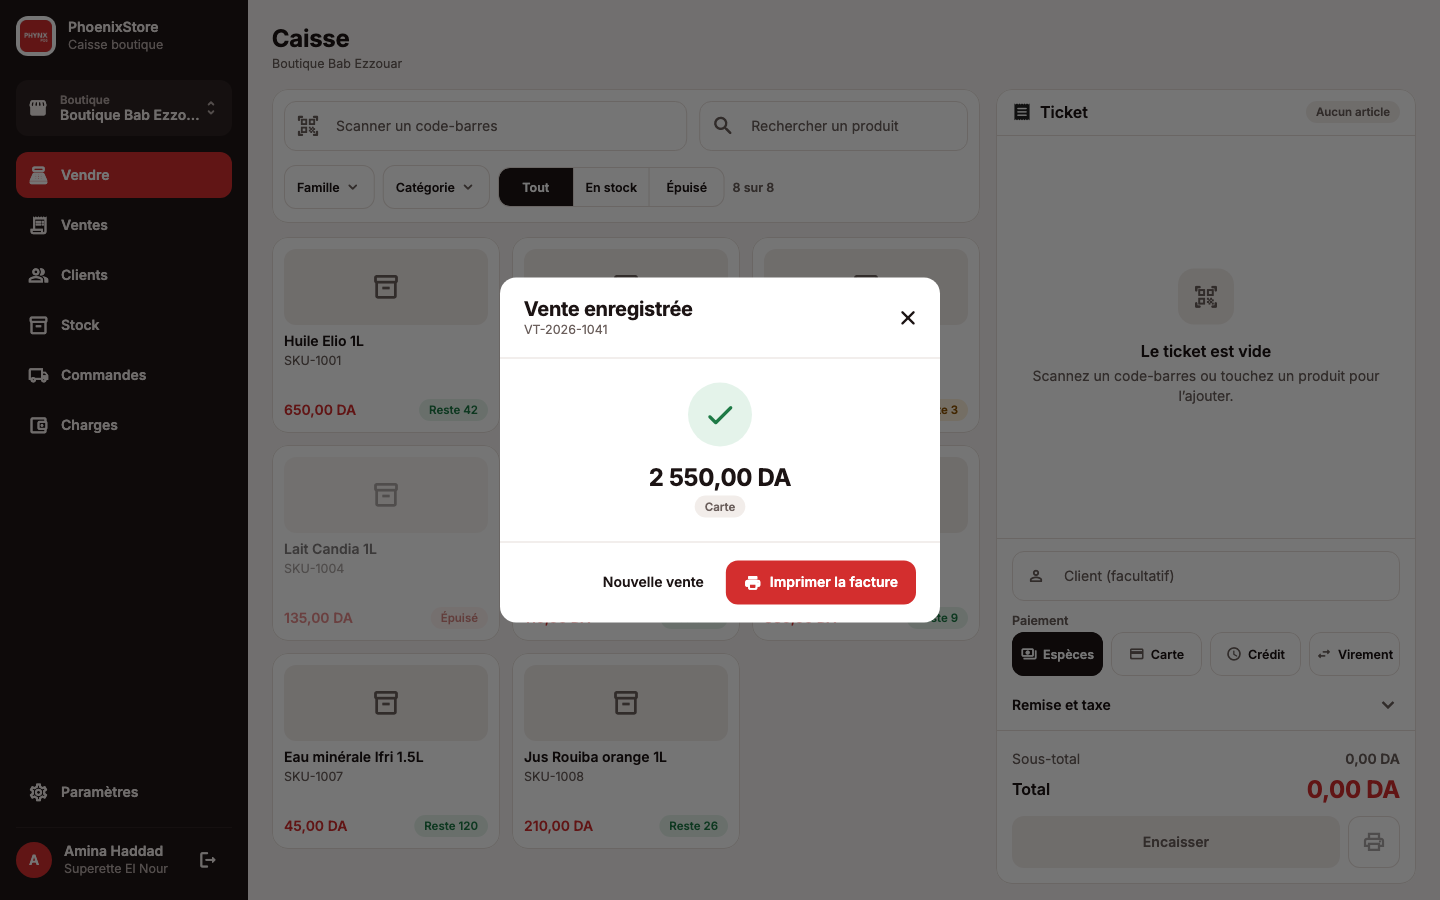 PHYNX
PhoenixStore
Caisse boutique
Boutique
Boutique Bab Ezzo...
Vendre
Ventes
Clients
Stock
Commandes
Charges
Paramètres
A
Amina Haddad
Superette El Nour
Caisse
Boutique Bab Ezzouar
Scanner un code-barres
Rechercher un produit
Famille
Catégorie
Tout
En stock
Épuisé
8 sur 8
Huile Elio 1L
SKU-1001
650,00 DA
Reste 42
te 3
Lait Candia 1L
SKU-1004
135,00 DA
Épuisé
ste 9
Eau minérale Ifri 1.5L
SKU-1007
45,00 DA
Reste 120
Jus Rouiba orange 1L
SKU-1008
210,00 DA
Reste 26
Vente enregistrée
VT-2026-1041
2 550,00 DA
Carte
Nouvelle vente
Imprimer la facture
Ticket
Aucun article
Le ticket est vide
Scannez un code-barres ou touchez un produit pour
l'ajouter.
Client (facultatif)
Paiement
Espèces
Carte
Crédit
Virement
Remise et taxe
Sous-total
0,00 DA
Total
0,00 DA
Encaisser